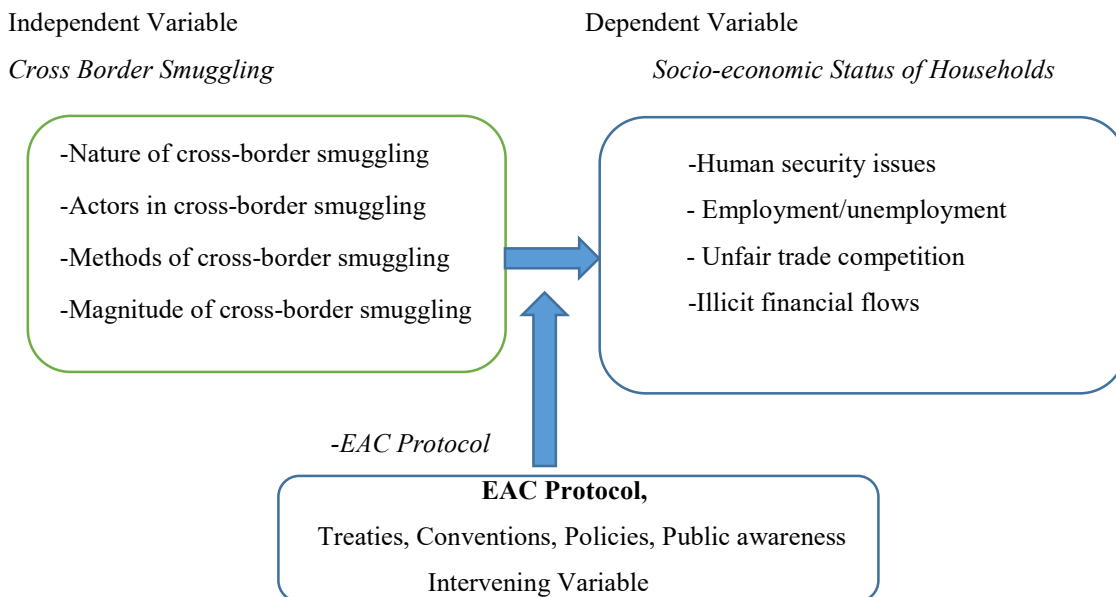 Independent Variable
Dependent Variable
Cross Border Smuggling
Socio-economic Status of Households
-Nature of cross-border smuggling
-Actors in cross-border smuggling
-Methods of cross-border smuggling
-Magnitude of cross-border smuggling
-Human security issues
- Employment/unemployment
- Unfair trade competition
-Illicit financial flows
-EAC Protocol
EAC Protocol,
Treaties, Conventions, Policies, Public awareness
Intervening Variable